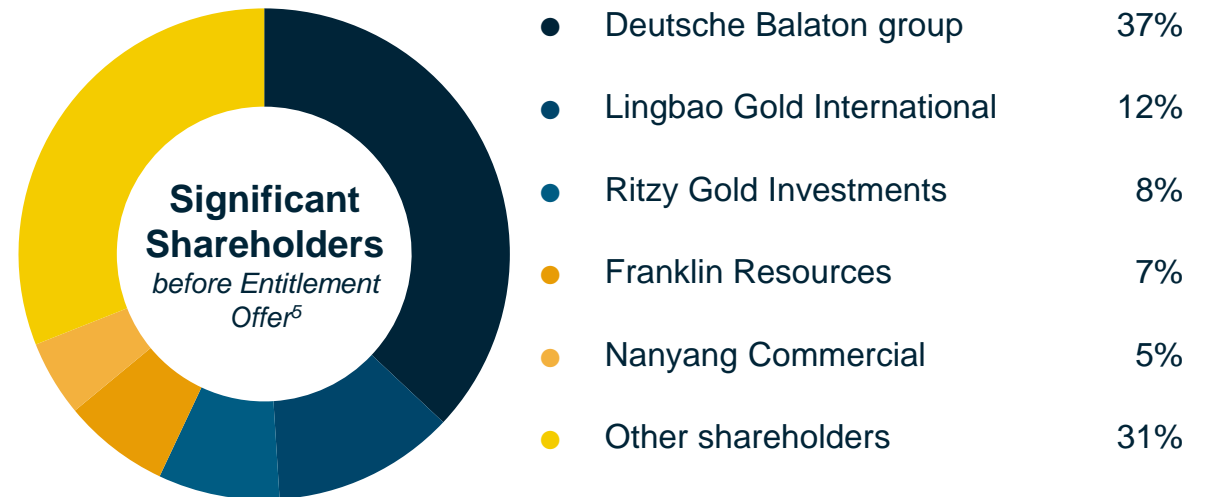 Significant
Shareholders
before Entitlement
Offer⁵
Deutsche Balaton group 37%
Lingbao Gold International 12%
Ritzy Gold Investments 8%
Franklin Resources 7%
Nanyang Commercial 5%
Other shareholders 31%